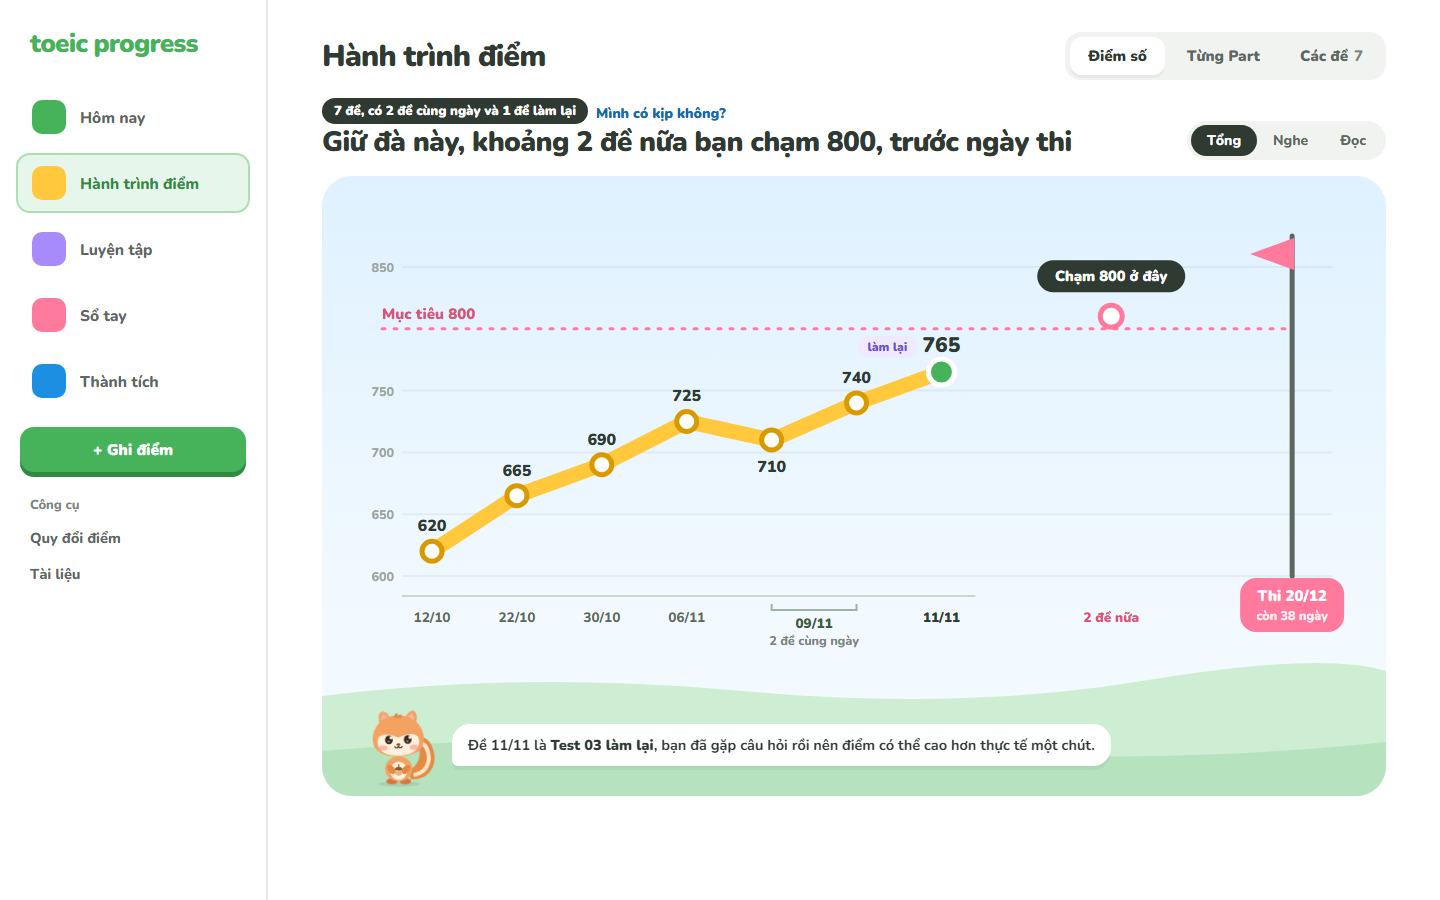 toeic progress
Hôm nay
Hành trình điểm
Luyện tập
Sổ tay
Thành tích
+ Ghi điểm
Công cụ
Quy đổi điểm
Tài liệu
Hành trình điểm
Điểm số
Từng Part
Các đề 7
7 đề, có 2 đề cùng ngày và 1 đề làm lại
Mình có kịp không?
Giữ đà này, khoảng 2 đề nữa bạn chạm 800, trước ngày thi
Tổng
Nghe
Đọc
850
Chạm 800 ở đây
Mục tiêu 800
làm lại
765
750
740
725
700
690
710
665
650
620
600
12/10
22/10
30/10
06/11
09/11
2 đề cùng ngày
11/11
2 đề nữa
Thi 20/12
còn 38 ngày
Đề 11/11 là Test 03 làm lại, bạn đã gặp câu hỏi rồi nên điểm có thể cao hơn thực tế một chút.